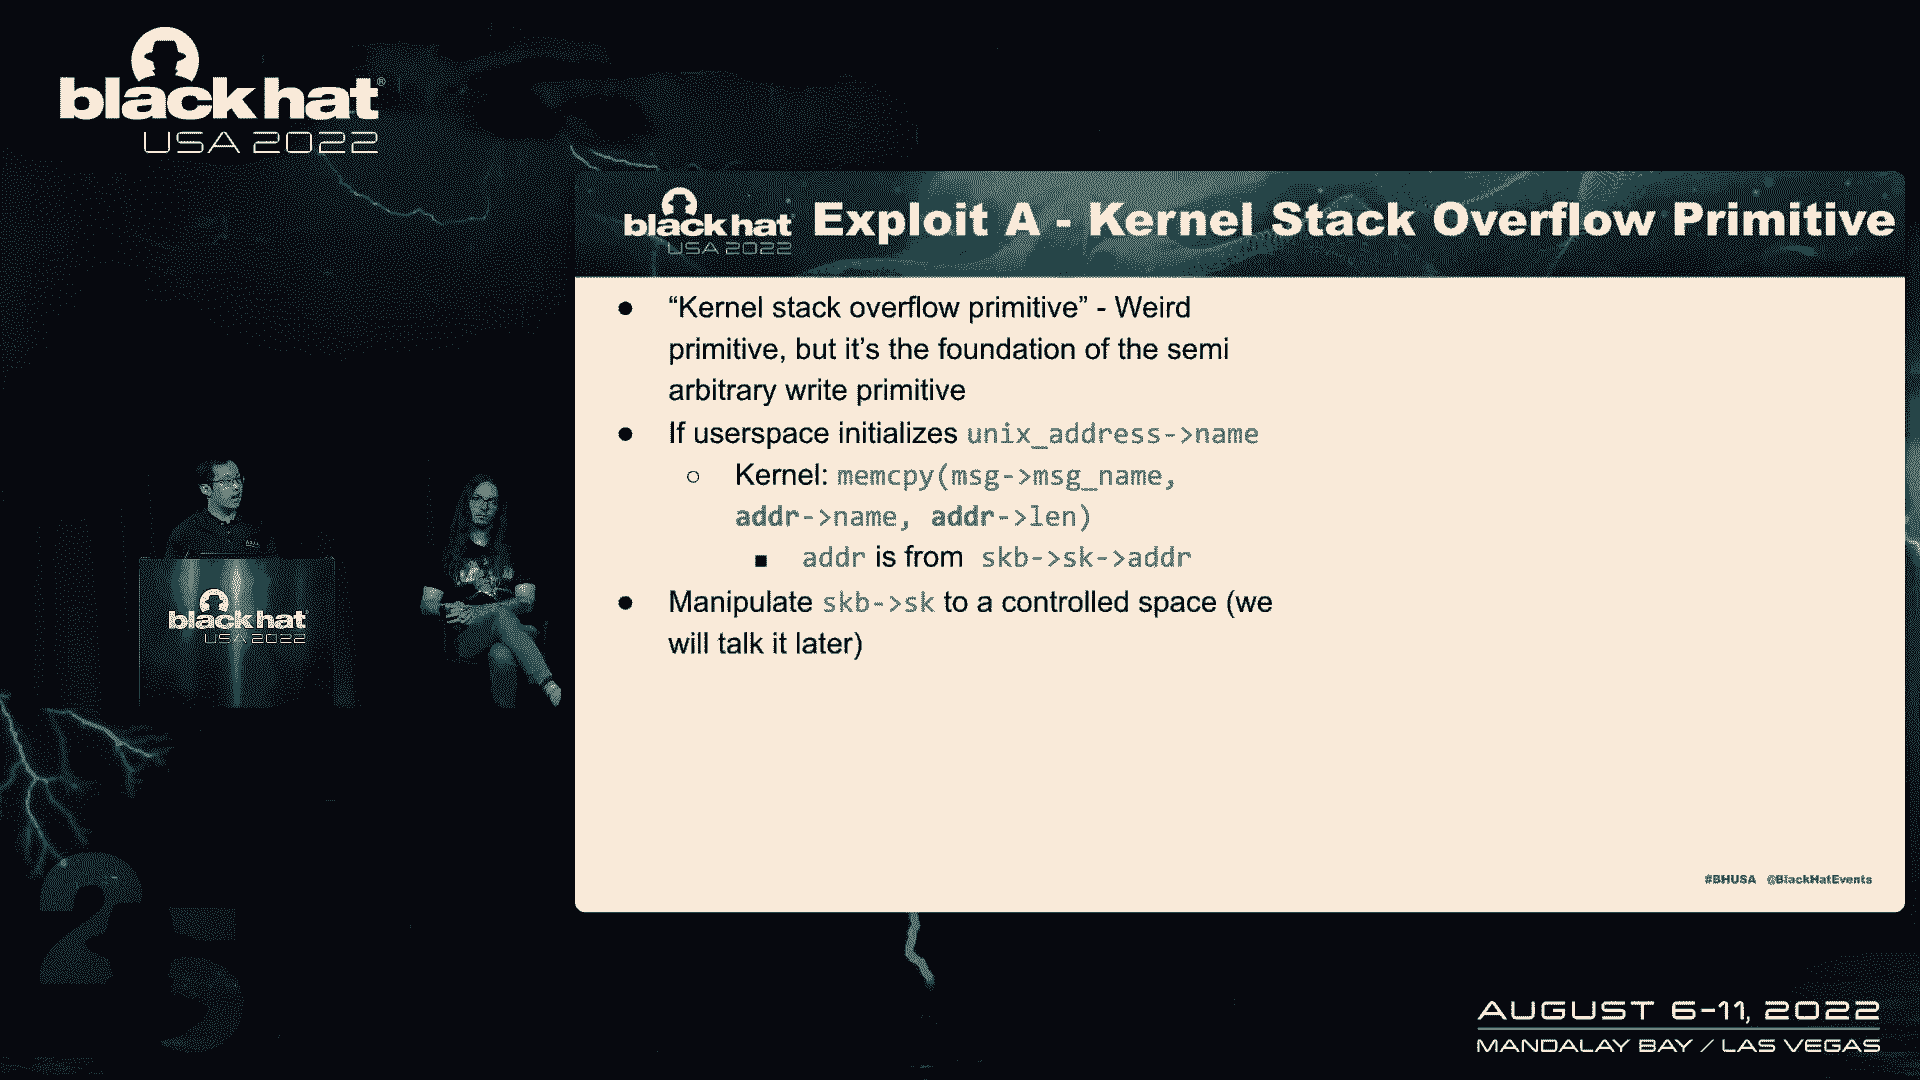 black hat®
USA 2022
black hat
USA 2022
Exploit A - Kernel Stack Overflow Primitive
● “Kernel stack overflow primitive” - Weird
primitive, but it’s the foundation of the semi
arbitrary write primitive
● If userspace initializes unix_address->name
○ Kernel: memcpy(msg->msg_name,
addr->name, addr->len)
■ addr is from skb->sk->addr
● Manipulate skb->sk to a controlled space (we
will talk it later)
black hat
USA 2022
#BHUSA @BlackHatEvents
25
AUGUST 6-11, 2022
MANDALAY BAY / LAS VEGAS